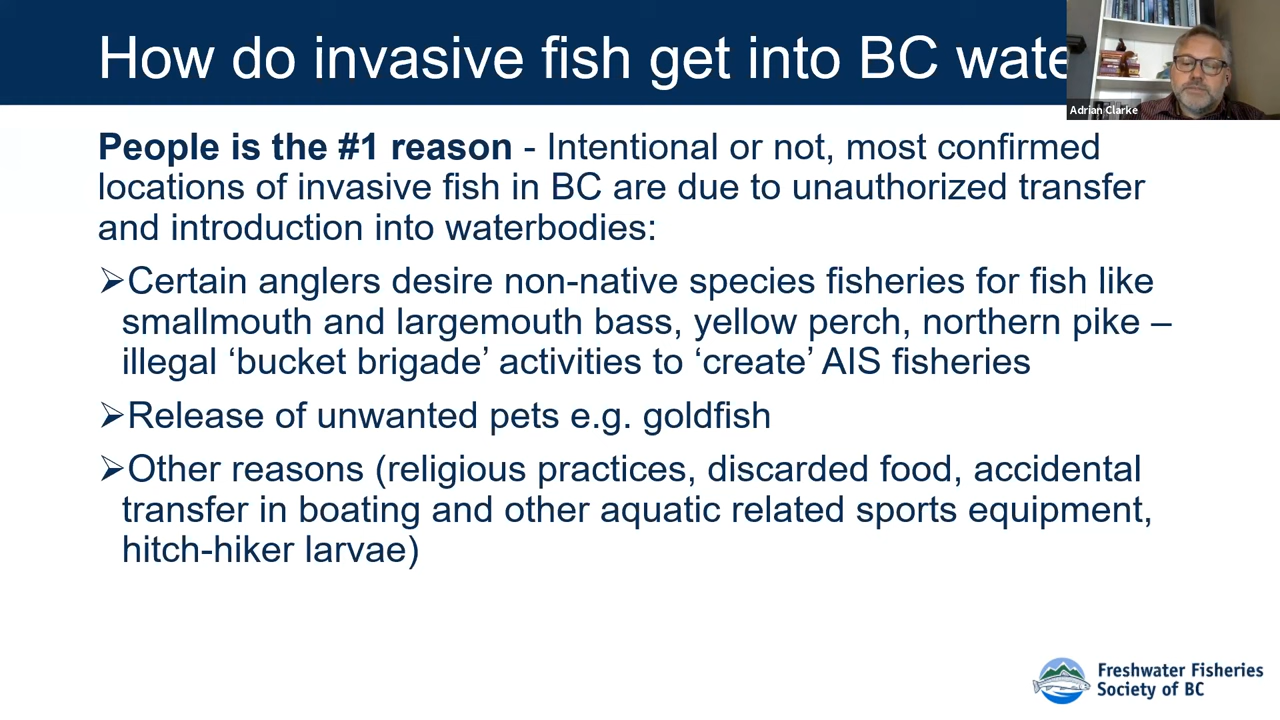 How do invasive fish get into BC wate
Adrian Clarke
People is the #1 reason - Intentional or not, most confirmed
locations of invasive fish in BC are due to unauthorized transfer
and introduction into waterbodies:
➢Certain anglers desire non-native species fisheries for fish like
smallmouth and largemouth bass, yellow perch, northern pike –
illegal ‘bucket brigade’ activities to ‘create’ AIS fisheries
➢Release of unwanted pets e.g. goldfish
➢Other reasons (religious practices, discarded food, accidental
transfer in boating and other aquatic related sports equipment,
hitch-hiker larvae)
Freshwater Fisheries
Society of BC